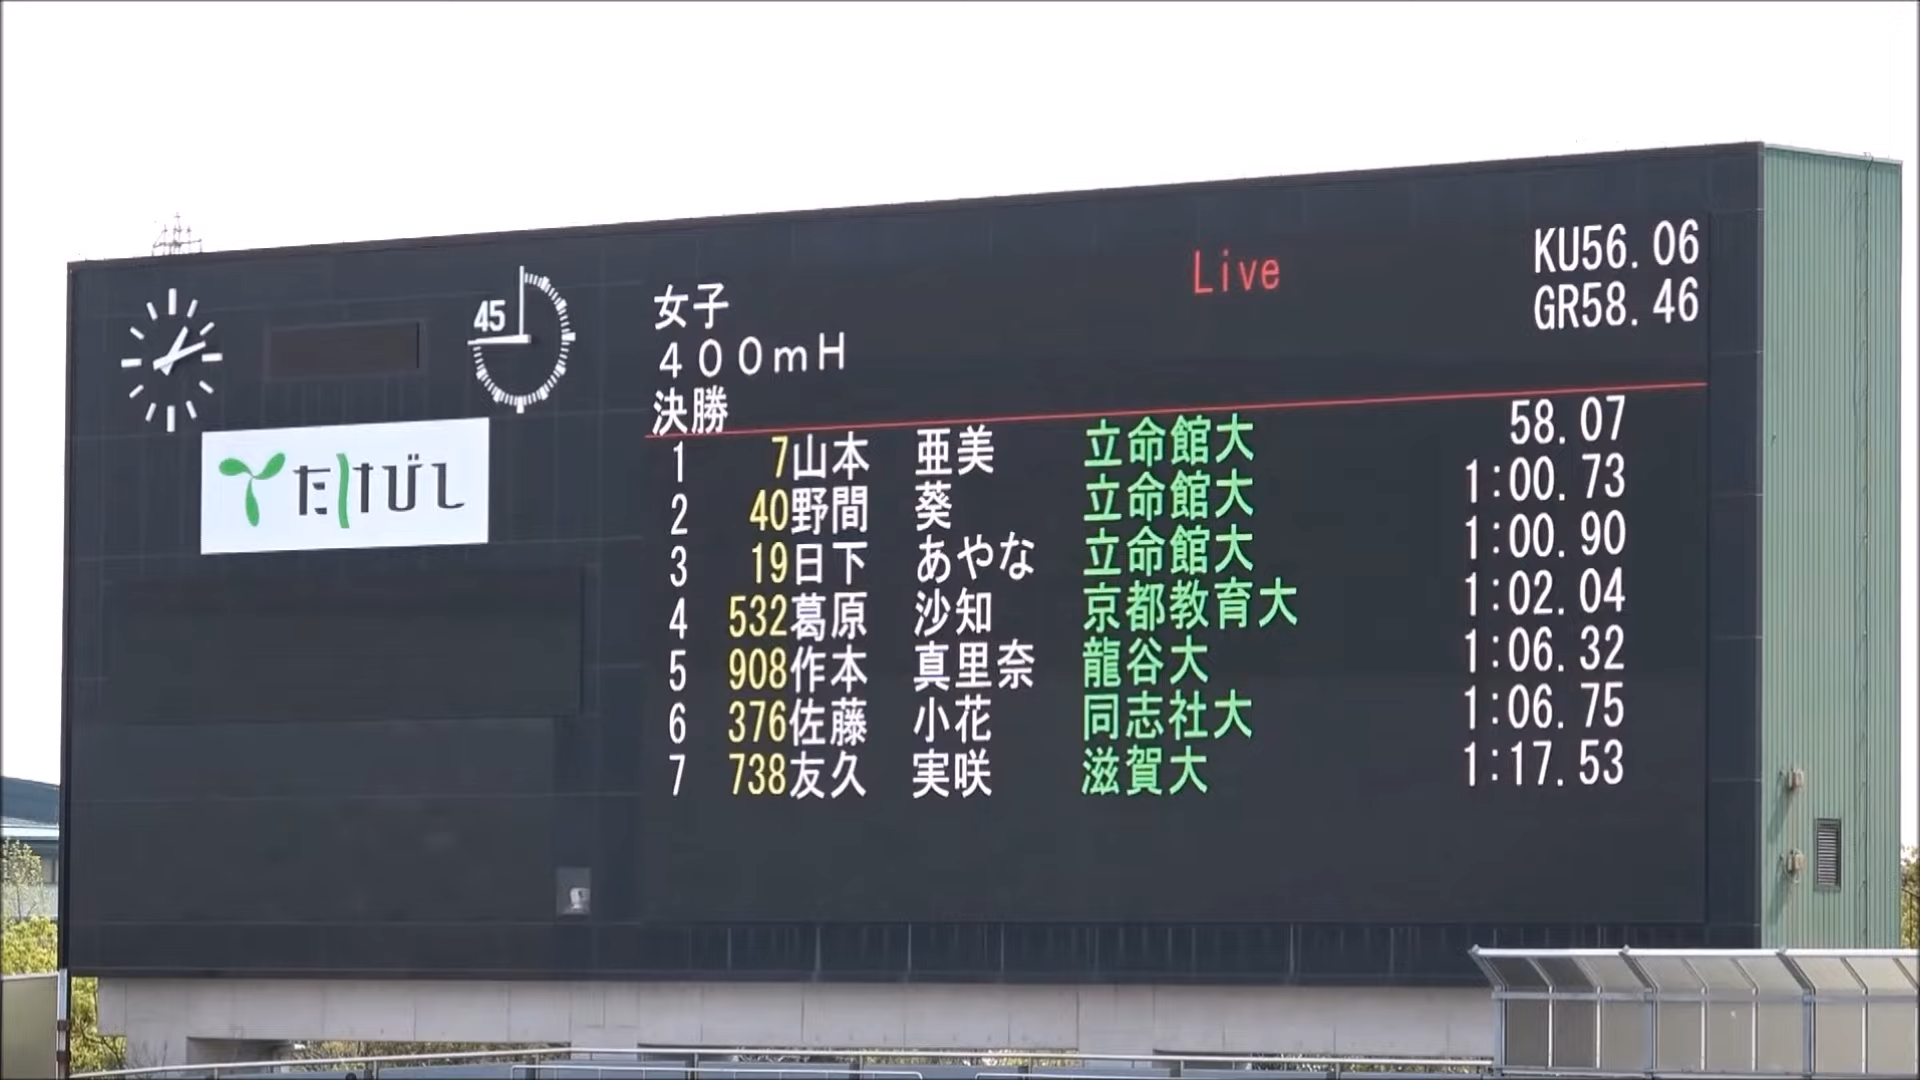 Live
KU56.06
GR58.46
45
女子
400mH
決勝
たけびし
1 7山本 亜美 立命館大 58.07
2 40野間 葵 立命館大 1:00.73
3 19日下 あやな 立命館大 1:00.90
4 532葛原 沙知 京都教育大 1:02.04
5 908作本 真里奈 龍谷大 1:06.32
6 376佐藤 小花 同志社大 1:06.75
7 738友久 実咲 滋賀大 1:17.53